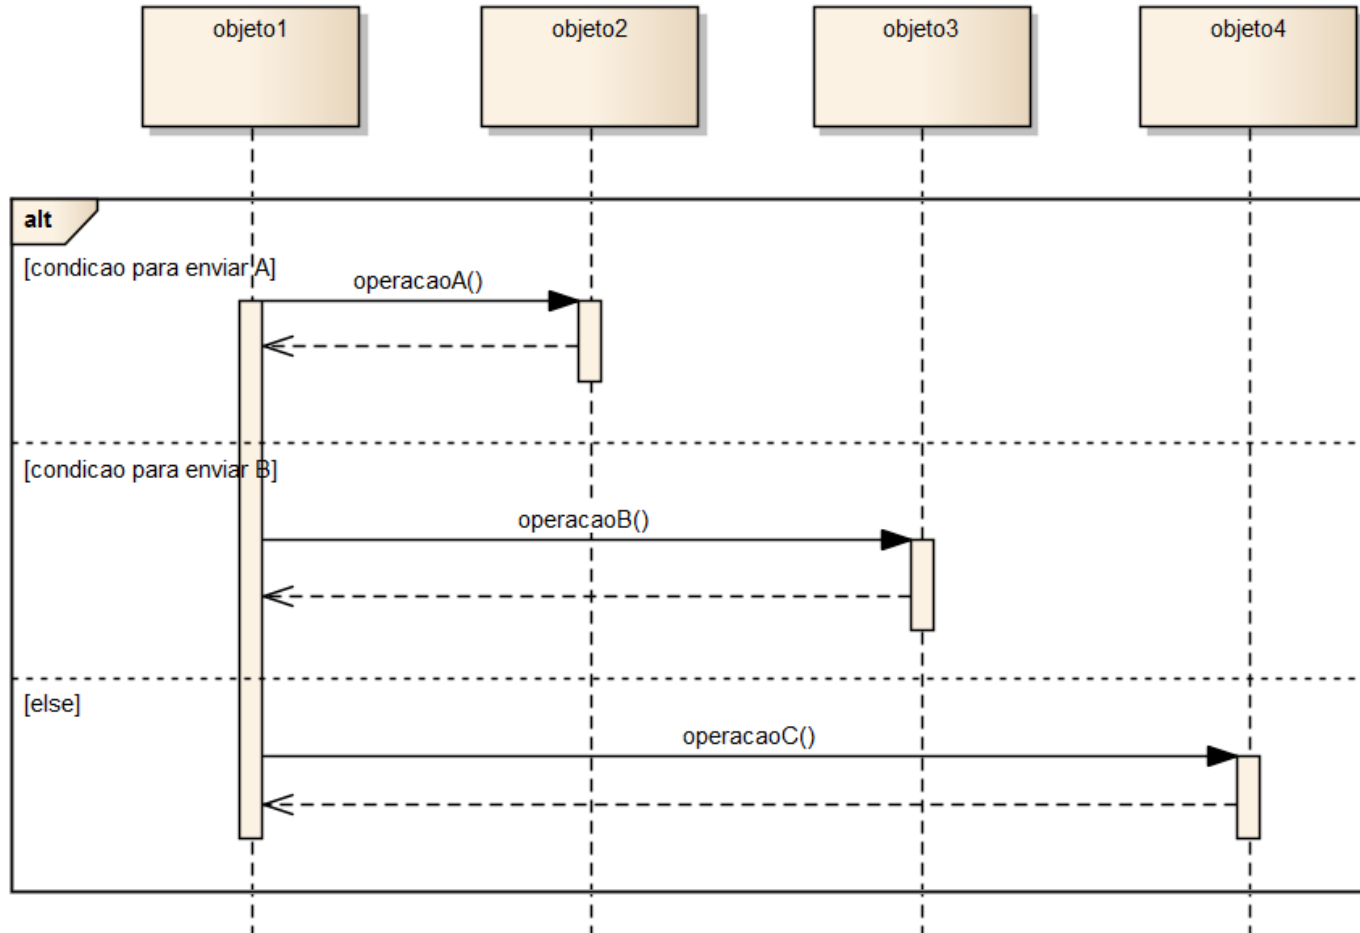 objeto1
objeto2
objeto3
objeto4
alt
[condicao para enviar A]
operacaoA()
[condicao para enviar B]
operacaoB()
[else]
operacaoC()